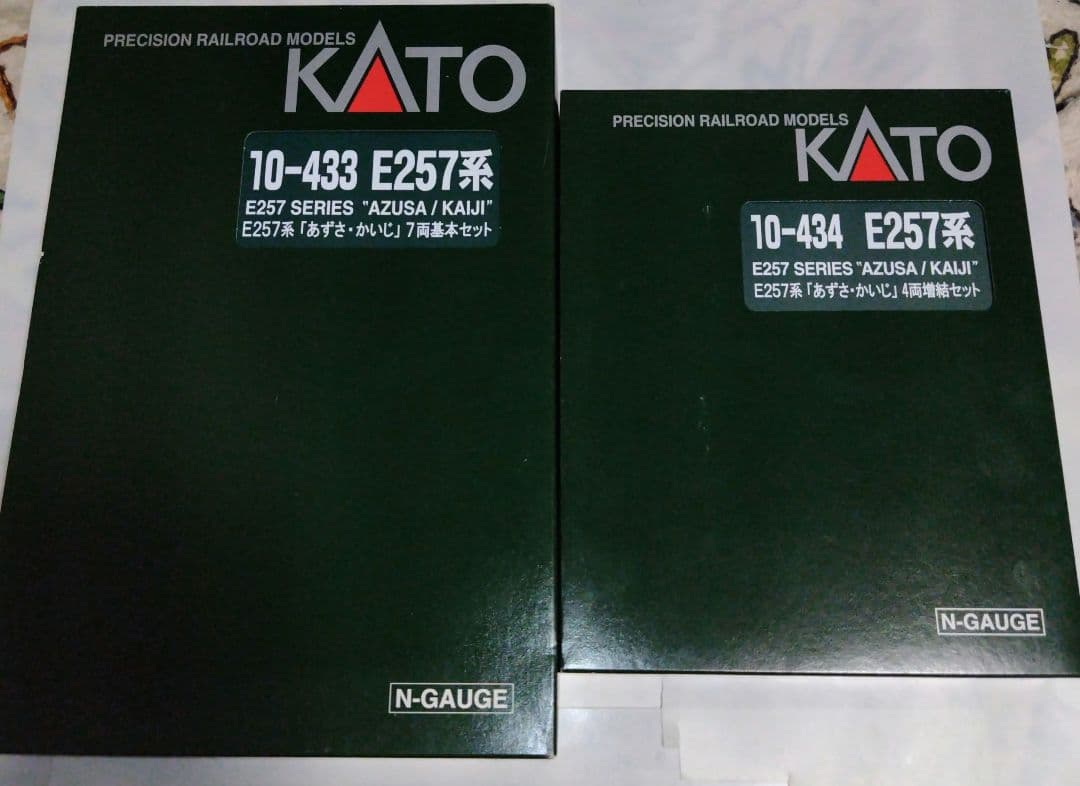 PRECISION RAILROAD MODELS
KATO
10-433 E257系
E257 SERIES "AZUSA / KAIJI"
E257系「あずさ・かいじ」7両基本セット
N-GAUGE
PRECISION RAILROAD MODELS
KATO
10-434 E257系
E257 SERIES "AZUSA / KAIJI"
E257系「あずさ・かいじ」4両増結セット
N-GAUGE